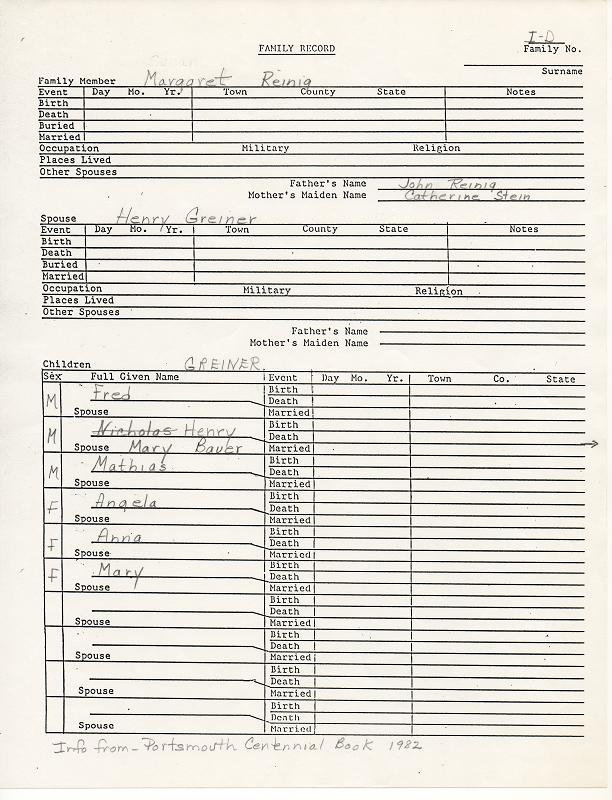 I-D
FAMILY RECORD Family No.
Surname
Family Member Margaret Reinig
Event Day Mo. Yr. Town County State Notes
Birth
Death
Buried
Married
Occupation Military Religion
Places Lived
Other Spouses
Father's Name John Reinig
Mother's Maiden Name Catherine Stein
Spouse Henry Greiner
Event Day Mo. Yr. Town County State Notes
Birth
Death
Buried
Married
Occupation Military Religion
Places Lived
Other Spouses
Father's Name
Mother's Maiden Name
Children GREINER
Sex Full Given Name Event Day Mo. Yr. Town Co. State
M Fred Birth
Death
Spouse Married
M Nicholas Henry Birth
Death
Spouse Mary Bauer Married
M Mathias Birth
Death
Spouse Married
F Angela Birth
Death
Spouse Married
F Anna Birth
Death
Spouse Married
F Mary Birth
Death
Spouse Married
Birth
Death
Spouse Married
Birth
Death
Spouse Married
Birth
Death
Spouse Married
Birth
Death
Spouse Married
Info from - Portsmouth Centennial Book 1982